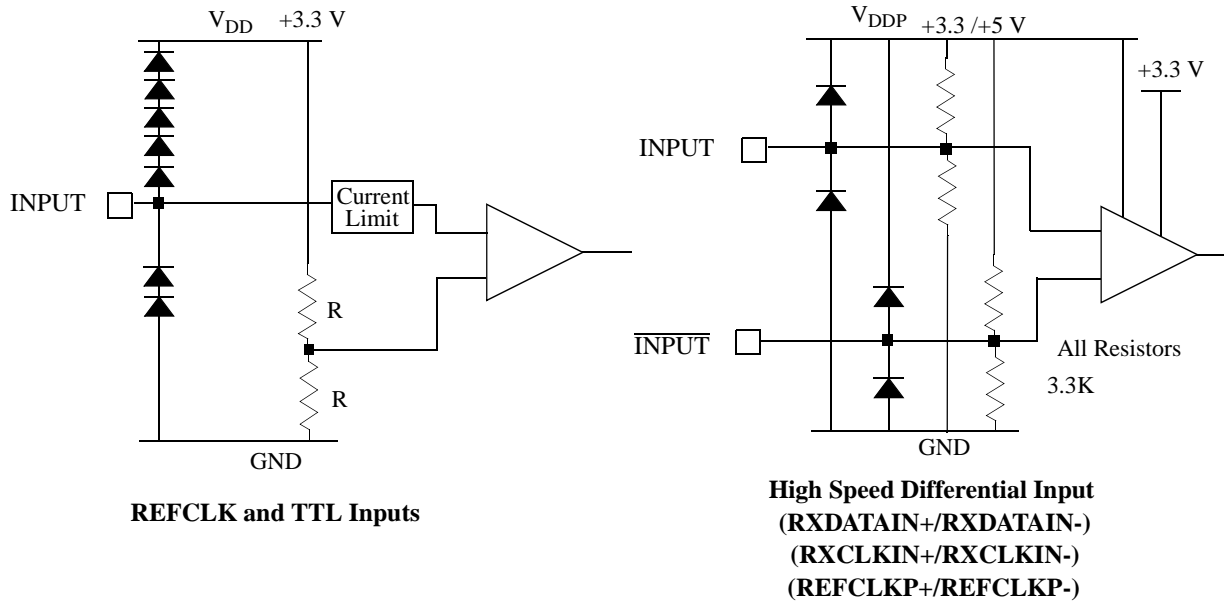 V_DD +3.3 V
INPUT
Current
Limit
R
R
GND
REFCLK and TTL Inputs
V_DDP +3.3 /+5 V
+3.3 V
INPUT
INPUT
All Resistors
3.3K
GND
High Speed Differential Input
(RXDATAIN+/RXDATAIN-)
(RXCLKIN+/RXCLKIN-)
(REFCLKP+/REFCLKP-)